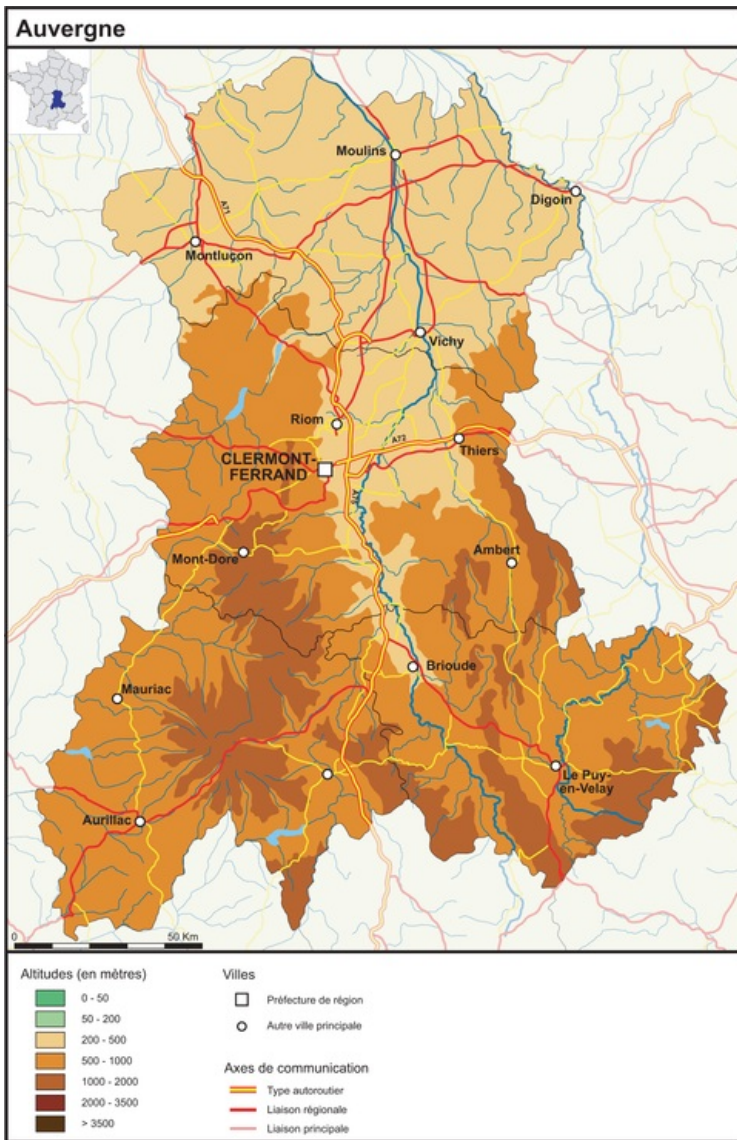 Auvergne
Moulins
Digoin
A71
Montluçon
Vichy
Riom
A72
Thiers
CLERMONT-
FERRAND
A75
Mont-Dore
Ambert
Brioude
Mauriac
Le Puy-
en-Velay
Aurillac
0 50 Km
Altitudes (en mètres)
0 - 50
50 - 200
200 - 500
500 - 1000
1000 - 2000
2000 - 3500
> 3500
Villes
Préfecture de région
Autre ville principale
Axes de communication
Type autoroutier
Liaison régionale
Liaison principale